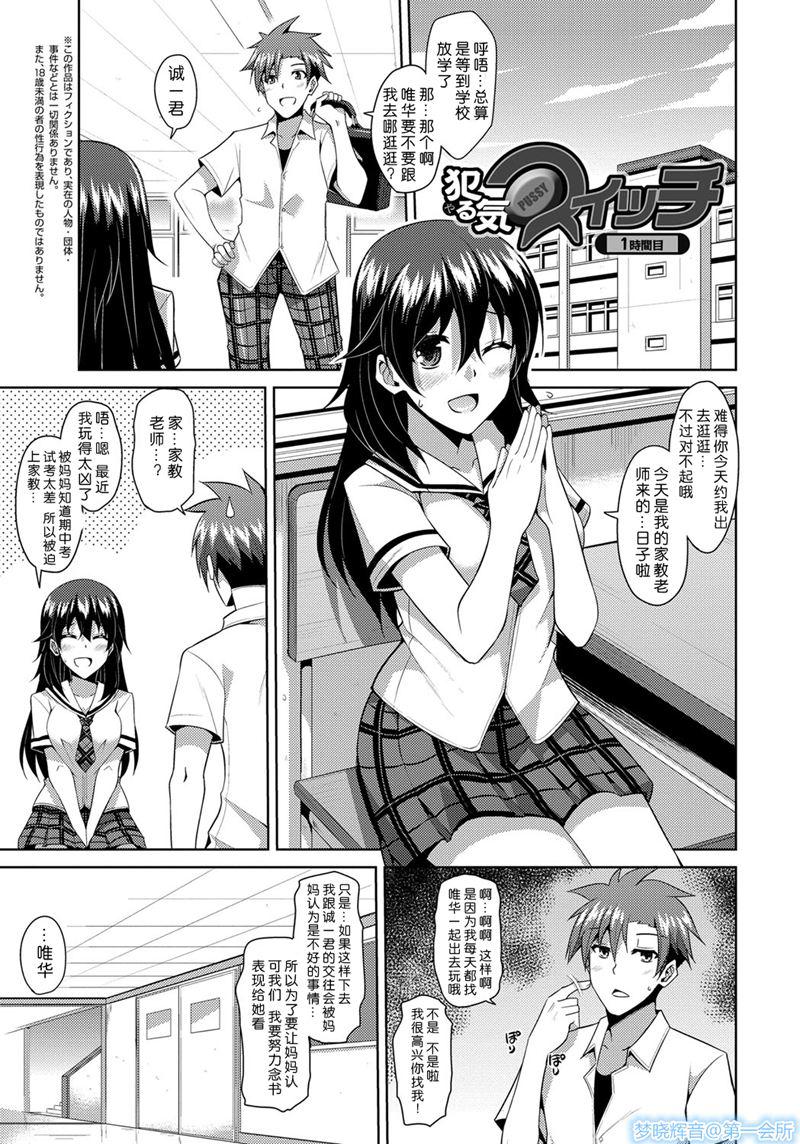 呼唔…总算
是等到学校
放学了
那…那个啊
唯华要不要跟
我去哪逛逛？
诚一君
※この作品はフィクションであり、実在の人物・団体・
事件などとは一切関係ありません。
また、18歳未満の者の性行為を表現したものではありません。
犯る気スイッチ
やるき
PUSSY
1時間目
难得你今天约我出
去逛逛…
不过对不起哦
今天是我的家教老
师来的…日子啦
家…家教
老师…？
唔…嗯 最近
我玩得太凶了
被妈妈知道期中考
试考太差 所以被迫
上家教…
啊…啊啊 这样啊
是因为我每天都找
唯华一起出去玩哦
不是 不是啦
我很高兴你找我！
ぽり
ぽり
只是…如果这样下去
我跟诚一君的交往会被妈
妈认为是不好的事情…
所以为了要让妈妈认
可我们 我要努力念书
表现给她看
…唯华
梦晓辉音@第一会所